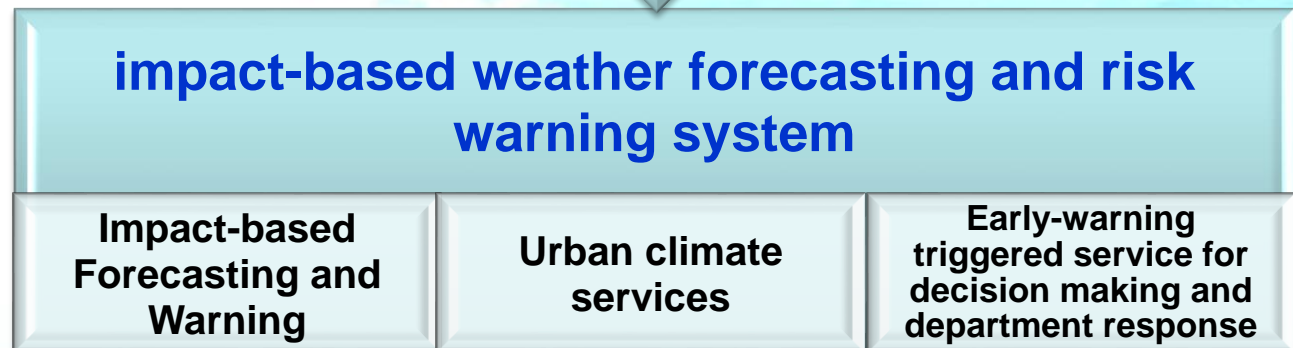 impact-based weather forecasting and risk
warning system
Impact-based
Forecasting and
Warning
Urban climate
services
Early-warning
triggered service for
decision making and
department response